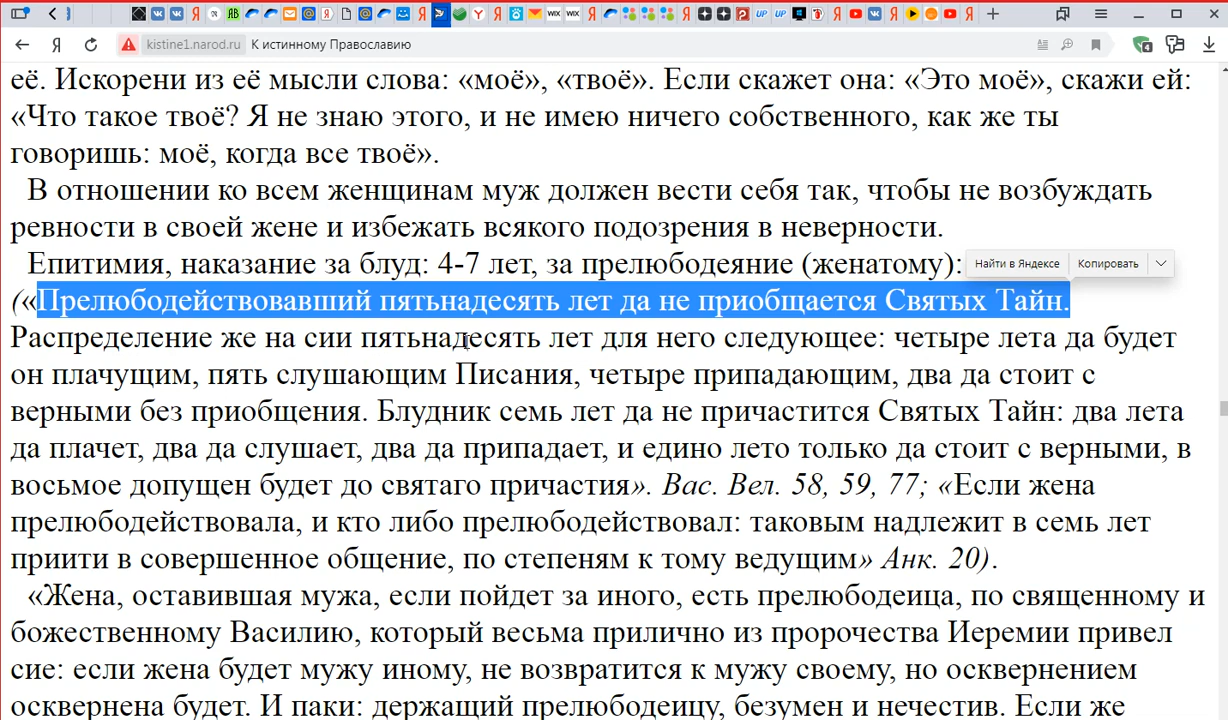 kistine1.narod.ru К истинному Православию
её. Искорени из её мысли слова: «моё», «твоё». Если скажет она: «Это моё», скажи ей:
«Что такое твоё? Я не знаю этого, и не имею ничего собственного, как же ты
говоришь: моё, когда все твоё».
В отношении ко всем женщинам муж должен вести себя так, чтобы не возбуждать
ревности в своей жене и избежать всякого подозрения в неверности.
Епитимия, наказание за блуд: 4-7 лет, за прелюбодеяние (женатому):
Найти в Яндексе Копировать
(«Прелюбодействовавший пятьнадесять лет да не приобщается Святых Тайн.
Распределение же на сии пятьнадесять лет для него следующее: четыре лета да будет
он плачущим, пять слушающим Писания, четыре припадающим, два да стоит с
верными без приобщения. Блудник семь лет да не причастится Святых Тайн: два лета
да плачет, два да слушает, два да припадает, и едино лето только да стоит с верными, в
восьмое допущен будет до святаго причастия». Вас. Вел. 58, 59, 77; «Если жена
прелюбодействовала, и кто либо прелюбодействовал: таковым надлежит в семь лет
приити в совершенное общение, по степеням к тому ведущим» Анк. 20).
«Жена, оставившая мужа, если пойдет за иного, есть прелюбодеица, по священному и
божественному Василию, который весьма прилично из пророчества Иеремии привел
сие: если жена будет мужу иному, не возвратится к мужу своему, но осквернением
осквернена будет. И паки: держащий прелюбодеицу, безумен и нечестив. Если же